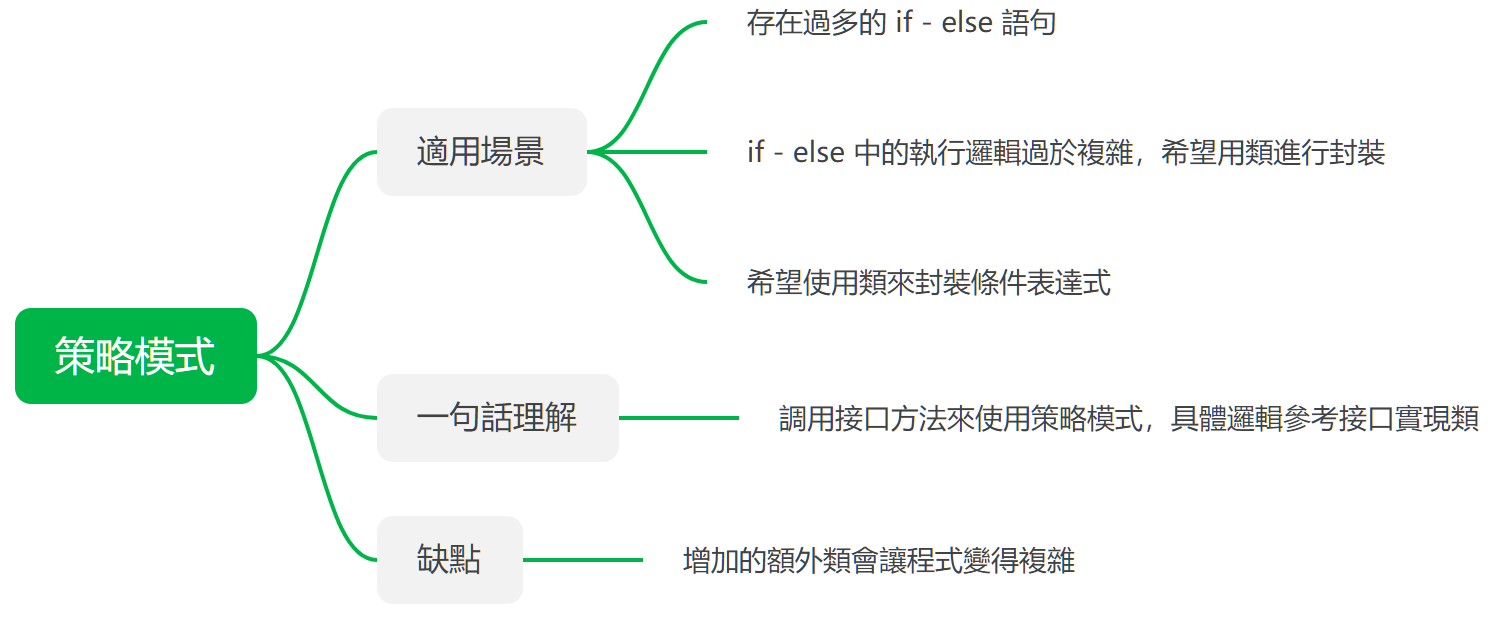 策略模式
適用場景
存在過多的 if - else 語句
if - else 中的執行邏輯過於複雜，希望用類進行封裝
希望使用類來封裝條件表達式
一句話理解
調用接口方法來使用策略模式，具體邏輯參考接口實現類
缺點
增加的額外類會讓程式變得複雜